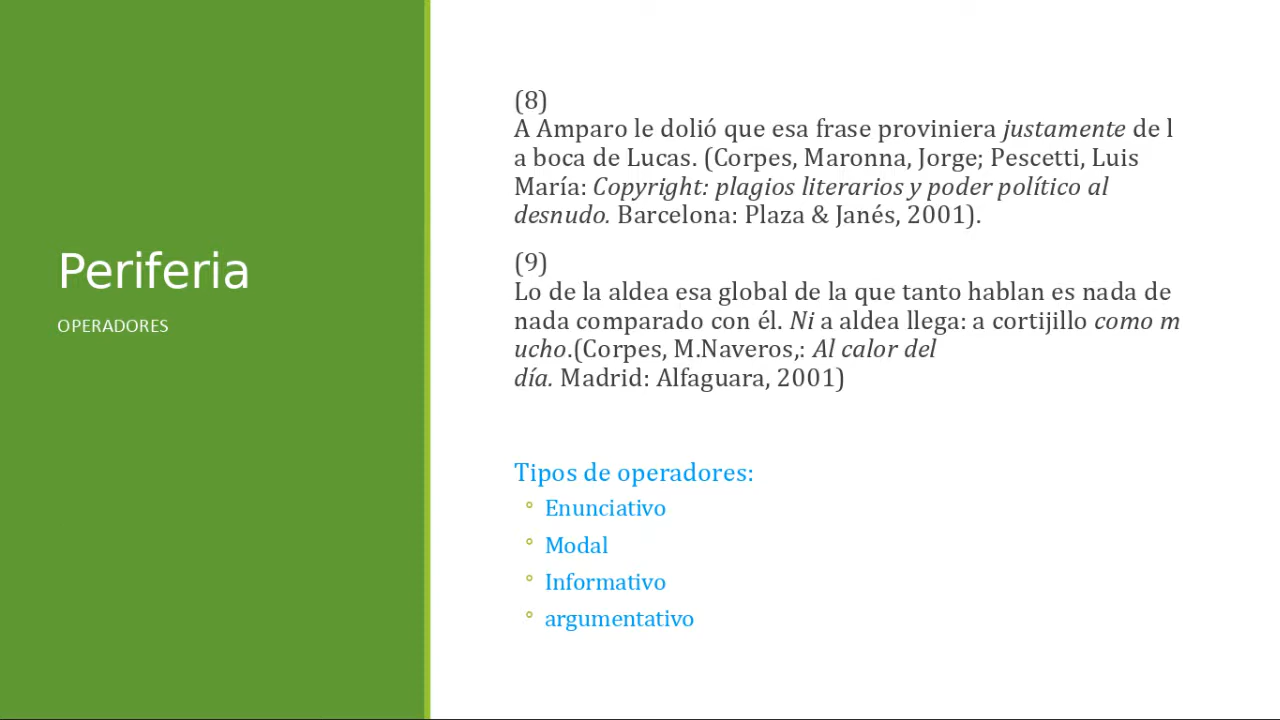 Periferia
OPERADORES
(8)
A Amparo le dolió que esa frase proviniera justamente de l
a boca de Lucas. (Corpes, Maronna, Jorge; Pescetti, Luis
María: Copyright: plagios literarios y poder político al
desnudo. Barcelona: Plaza & Janés, 2001).
(9)
Lo de la aldea esa global de la que tanto hablan es nada de
nada comparado con él. Ni a aldea llega: a cortijillo como m
ucho.(Corpes, M.Naveros,: Al calor del
día. Madrid: Alfaguara, 2001)
Tipos de operadores:
° Enunciativo
° Modal
° Informativo
° argumentativo